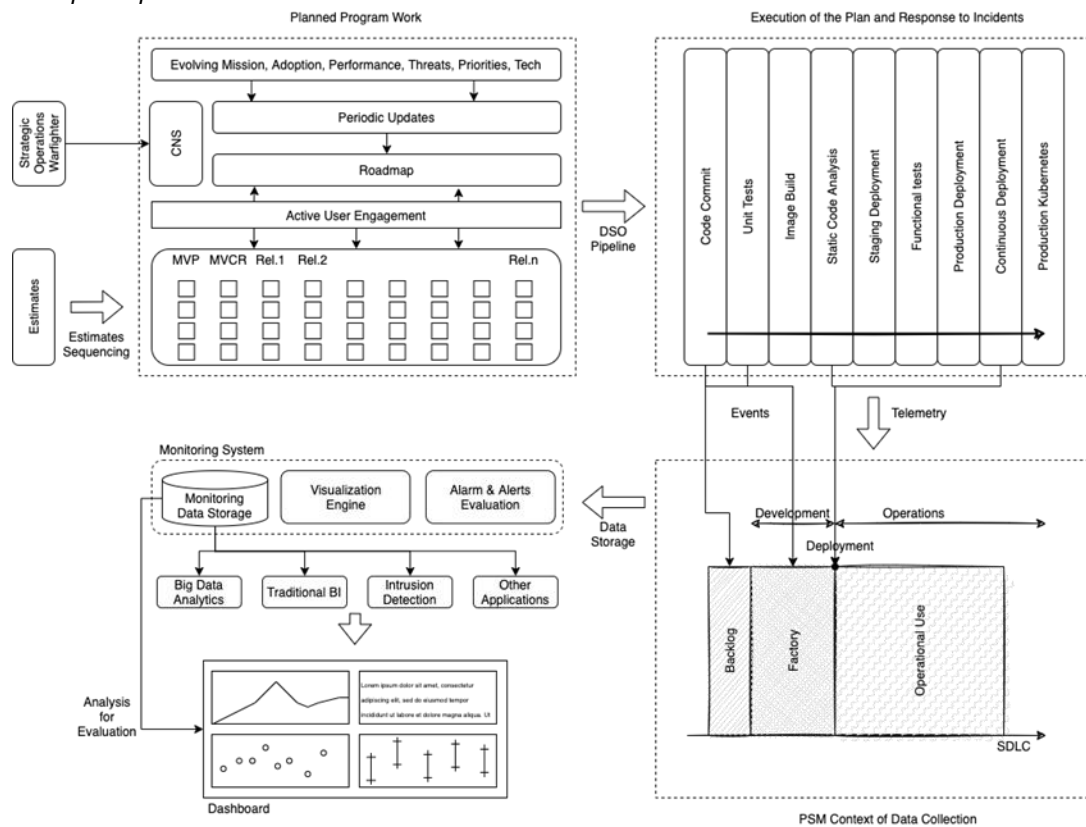 Planned Program Work
Execution of the Plan and Response to Incidents
Evolving Mission, Adoption, Performance, Threats, Priorities, Tech
Strategic
Operations
Warfighter
CNS
Periodic Updates
Roadmap
Active User Engagement
MVP MVCR Rel.1 Rel.2 Rel.n
Estimates
Estimates
Sequencing
DSO
Pipeline
Code Commit
Unit Tests
Image Build
Static Code Analysis
Staging Deployment
Functional tests
Production Deployment
Continuous Deployment
Production Kubernetes
Events
Telemetry
Monitoring System
Monitoring
Data Storage
Visualization
Engine
Alarm & Alerts
Evaluation
Data
Storage
Development
Operations
Deployment
Backlog
Factory
Operational Use
SDLC
Big Data
Analytics
Traditional BI
Intrusion
Detection
Other
Applications
Analysis
for
Evaluation
Lorem ipsum dolor sit amet, consectetur
adipiscing elit, sed do eiusmod tempor
incididunt ut labore et dolore magna aliqua. Ut
Dashboard
PSM Context of Data Collection